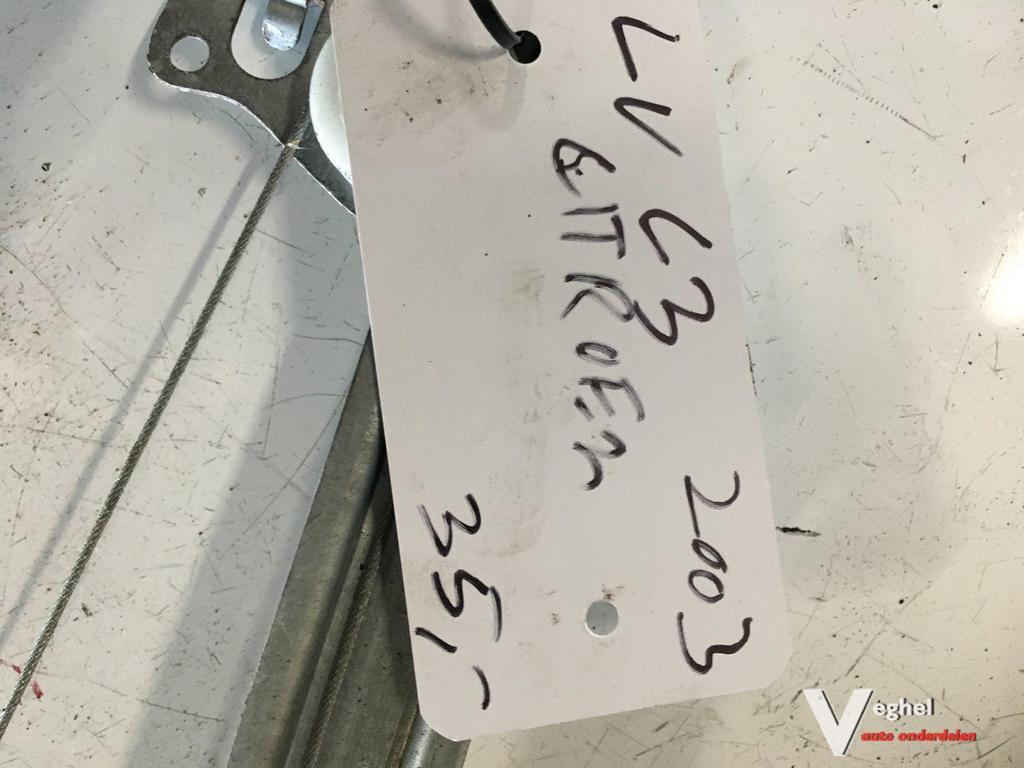 LV C3 2003
CITROEN
35,-
Veghel
auto onderdelen